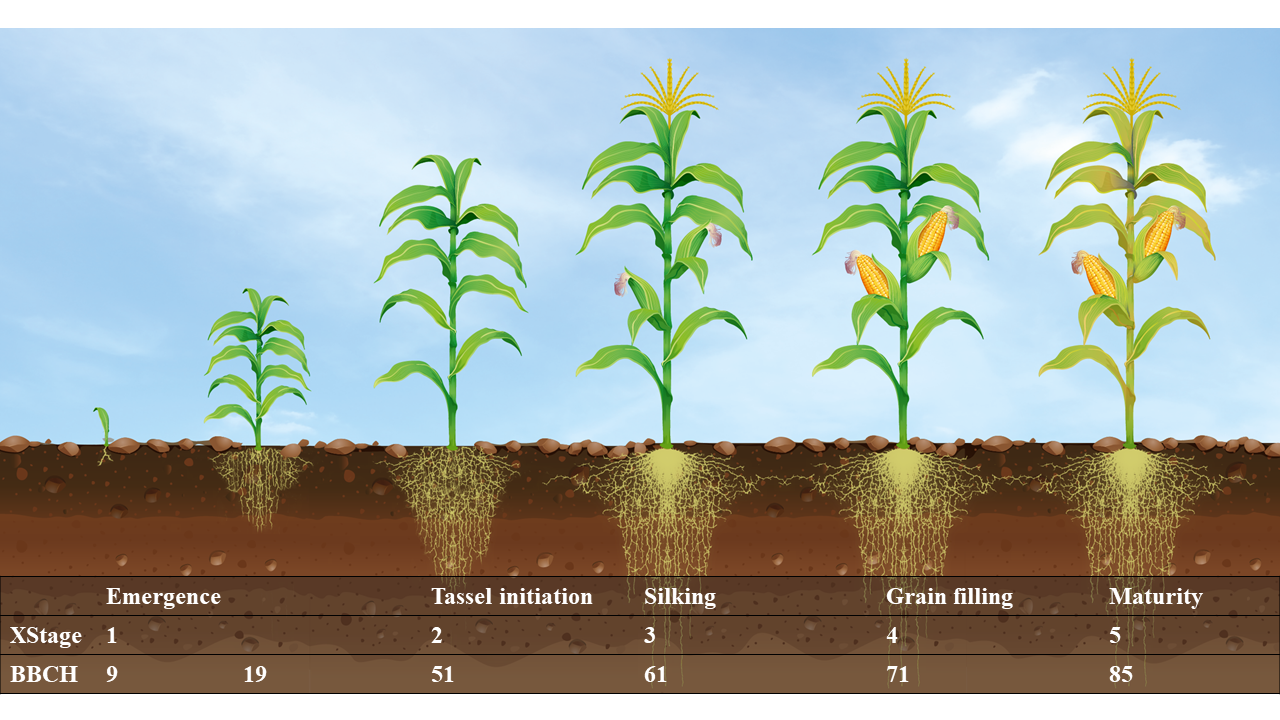 Emergence Tassel initiation Silking Grain filling Maturity
XStage 1 2 3 4 5
BBCH 9 19 51 61 71 85